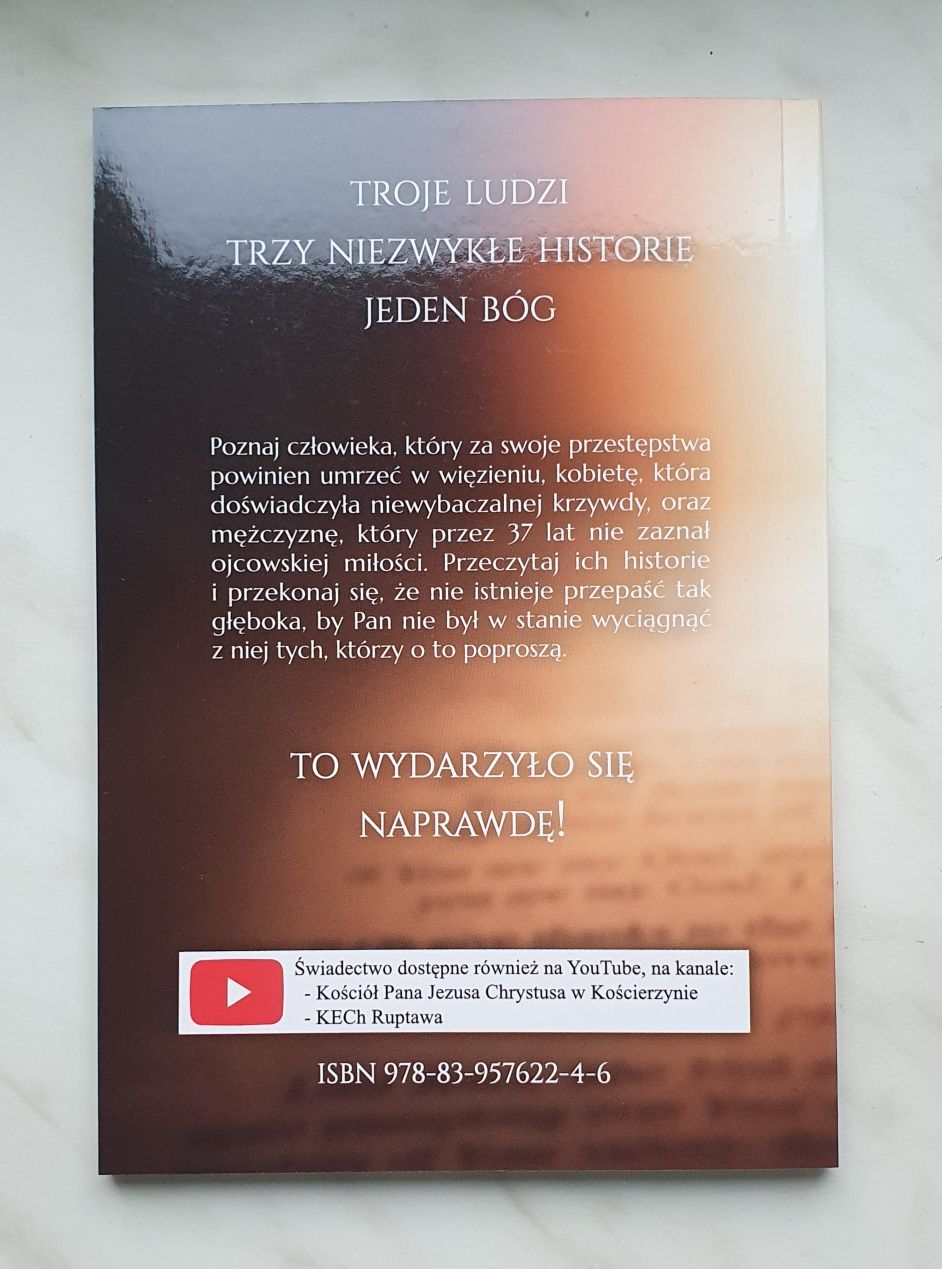 TROJE LUDZI
TRZY NIEZWYKŁE HISTORIE
JEDEN BÓG
Poznaj człowieka, który za swoje przestępstwa
powinien umrzeć w więzieniu, kobietę, która
doświadczyła niewybaczalnej krzywdy, oraz
mężczyznę, który przez 37 lat nie zaznał
ojcowskiej miłości. Przeczytaj ich historie
i przekonaj się, że nie istnieje przepaść tak
głęboka, by Pan nie był w stanie wyciągnąć
z niej tych, którzy o to poproszą.
TO WYDARZYŁO SIĘ
NAPRAWDĘ!
Świadectwo dostępne również na YouTube, na kanale:
- Kościół Pana Jezusa Chrystusa w Kościerzynie
- KECh Ruptawa
ISBN 978-83-957622-4-6